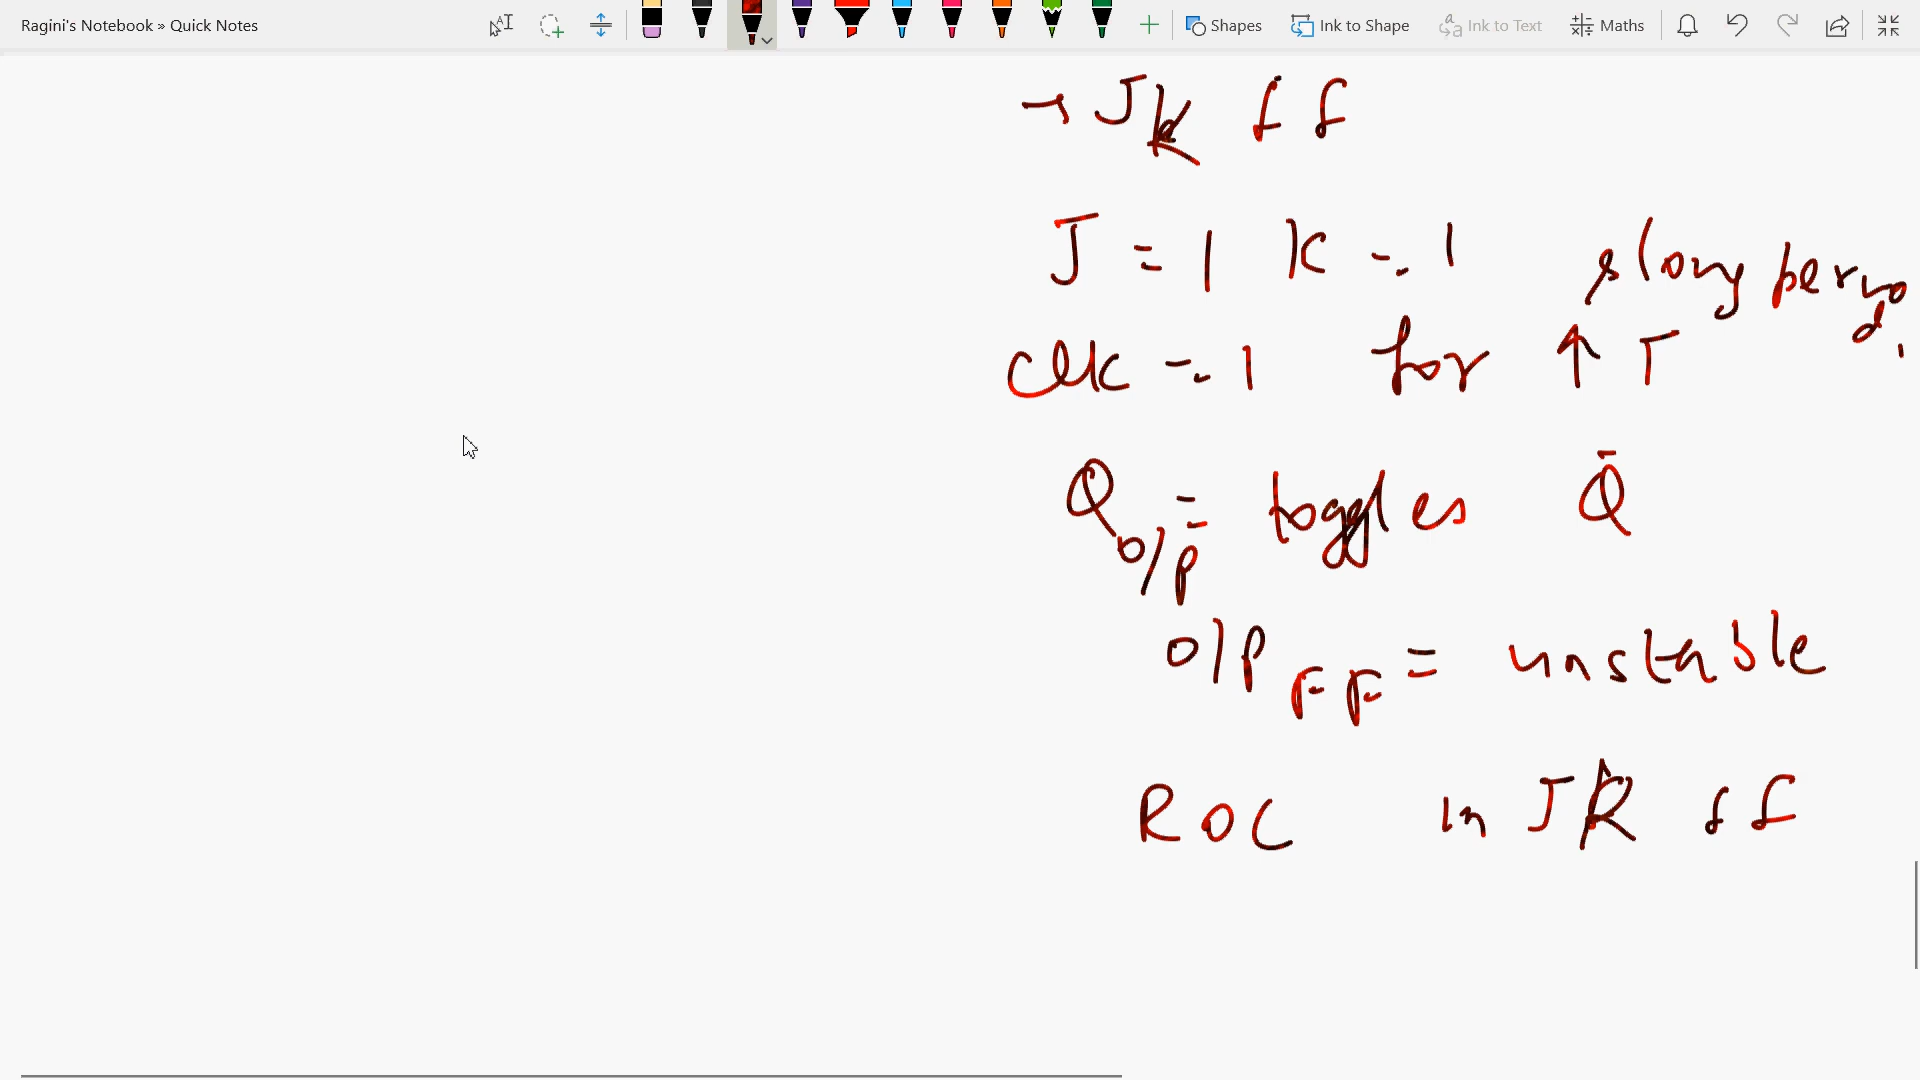 Ragini's Notebook » Quick Notes
Shapes
Ink to Shape
Ink to Text
Maths
→ JK ff
J = 1 K = 1
long period.
Clk = 1 for ↑ T
Q o/p = toggles Q̄
O/P FF = unstable
ROC in JK ff